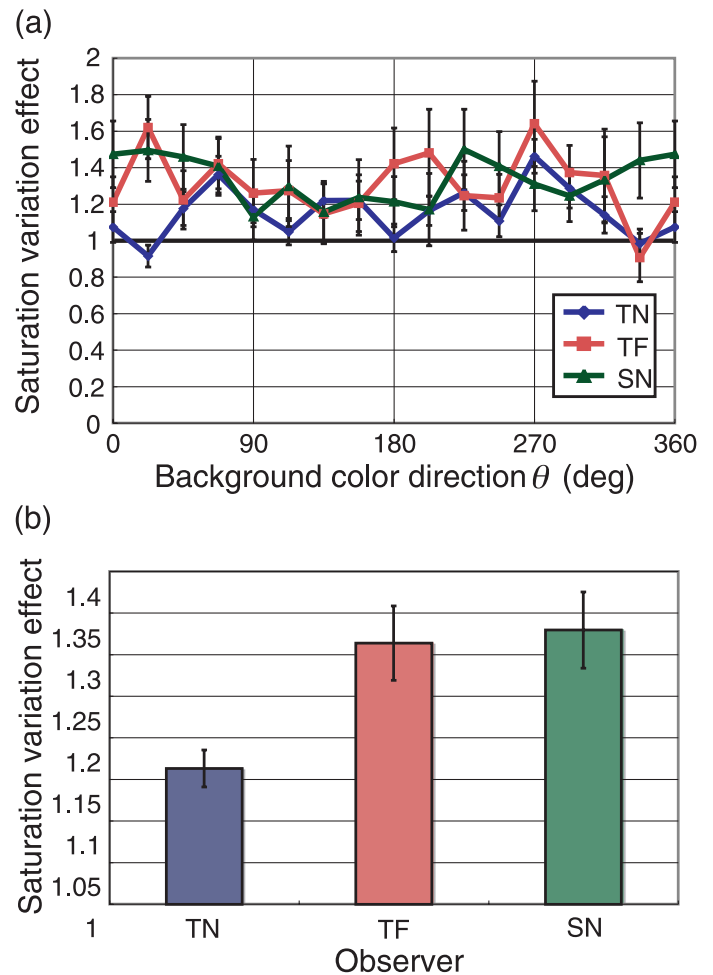 (a)
Saturation variation effect
2
1.8
1.6
1.4
1.2
1
0.8
0.6
0.4
0.2
0
0 90 180 270 360
TN
TF
SN
Background color direction θ (deg)
(b)
Saturation variation effect
1.4
1.35
1.3
1.25
1.2
1.15
1.1
1.05
1
TN TF SN
Observer